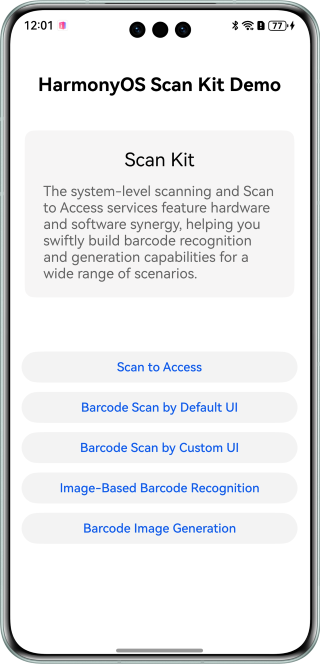 12:01
77
HarmonyOS Scan Kit Demo
Scan Kit
The system-level scanning and Scan
to Access services feature hardware
and software synergy, helping you
swiftly build barcode recognition
and generation capabilities for a
wide range of scenarios.
Scan to Access
Barcode Scan by Default UI
Barcode Scan by Custom UI
Image-Based Barcode Recognition
Barcode Image Generation